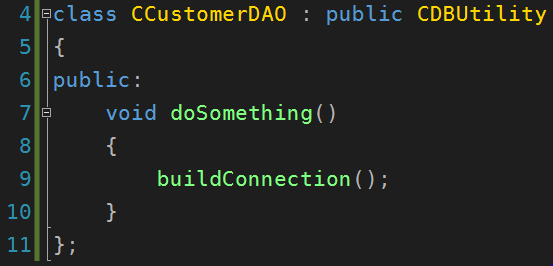 4 class CCustomerDAO : public CDBUtility
5 {
6 public:
7     void doSomething()
8     {
9         buildConnection();
10     }
11 };